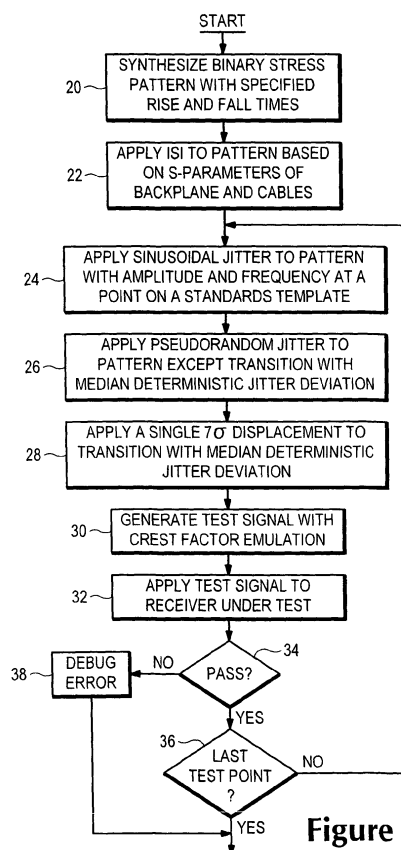 START
20
SYNTHESIZE BINARY STRESS
PATTERN WITH SPECIFIED
RISE AND FALL TIMES
22
APPLY ISI TO PATTERN BASED
ON S-PARAMETERS OF
BACKPLANE AND CABLES
24
APPLY SINUSOIDAL JITTER TO PATTERN
WITH AMPLITUDE AND FREQUENCY AT A
POINT ON A STANDARDS TEMPLATE
26
APPLY PSEUDORANDOM JITTER TO
PATTERN EXCEPT TRANSITION WITH
MEDIAN DETERMINISTIC JITTER DEVIATION
28
APPLY A SINGLE 7σ DISPLACEMENT TO
TRANSITION WITH MEDIAN DETERMINISTIC
JITTER DEVIATION
30
GENERATE TEST SIGNAL WITH
CREST FACTOR EMULATION
32
APPLY TEST SIGNAL TO
RECEIVER UNDER TEST
34
38
DEBUG
ERROR
NO
PASS?
YES
36
LAST
TEST POINT
?
NO
YES
Figure